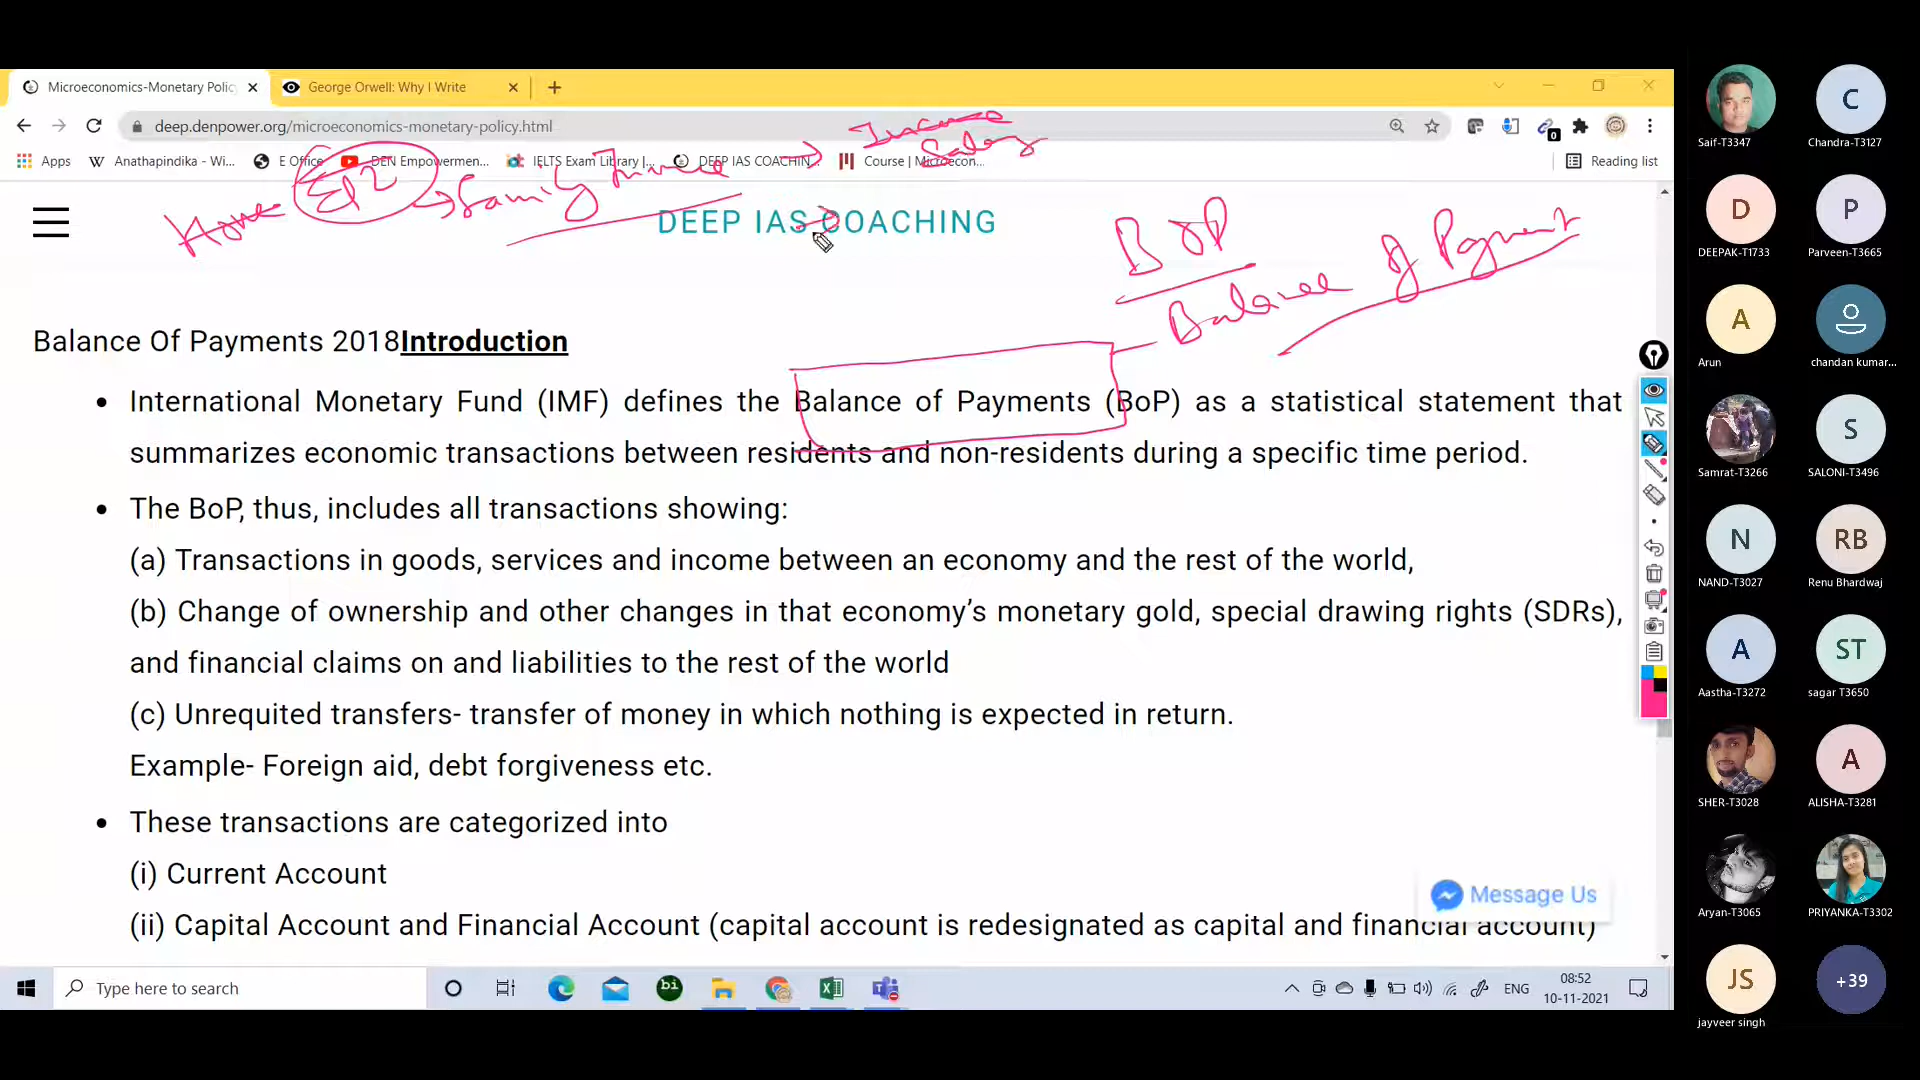 Microeconomics-Monetary Polic
George Orwell: Why I Write
deep.denpower.org/microeconomics-monetary-policy.html
0
Apps
Anathapindika - Wi...
E Office
DEN Empowermen...
IELTS Exam Library |...
DEEP IAS COACHIN...
Course | Microecon...
Reading list
Income
Salary
Home
Family Finance
DEEP IAS COACHING
BOP
Balance of Payment
Balance Of Payments 2018Introduction
• International Monetary Fund (IMF) defines the Balance of Payments (BoP) as a statistical statement that
summarizes economic transactions between residents and non-residents during a specific time period.
• The BoP, thus, includes all transactions showing:
(a) Transactions in goods, services and income between an economy and the rest of the world,
(b) Change of ownership and other changes in that economy’s monetary gold, special drawing rights (SDRs),
and financial claims on and liabilities to the rest of the world
(c) Unrequited transfers- transfer of money in which nothing is expected in return.
Example- Foreign aid, debt forgiveness etc.
• These transactions are categorized into
(i) Current Account
(ii) Capital Account and Financial Account (capital account is redesignated as capital and financial account)
Message Us
Type here to search
bi
ENG
08:52
10-11-2021
Saif-T3347
C
Chandra-T3127
D
DEEPAK-T1733
P
Parveen-T3665
A
Arun
chandan kumar...
Samrat-T3266
S
SALONI-T3496
N
NAND-T3027
RB
Renu Bhardwaj
A
Aastha-T3272
ST
sagar T3650
SHER-T3028
A
ALISHA-T3281
Aryan-T3065
PRIYANKA-T3302
JS
jayveer singh
+39